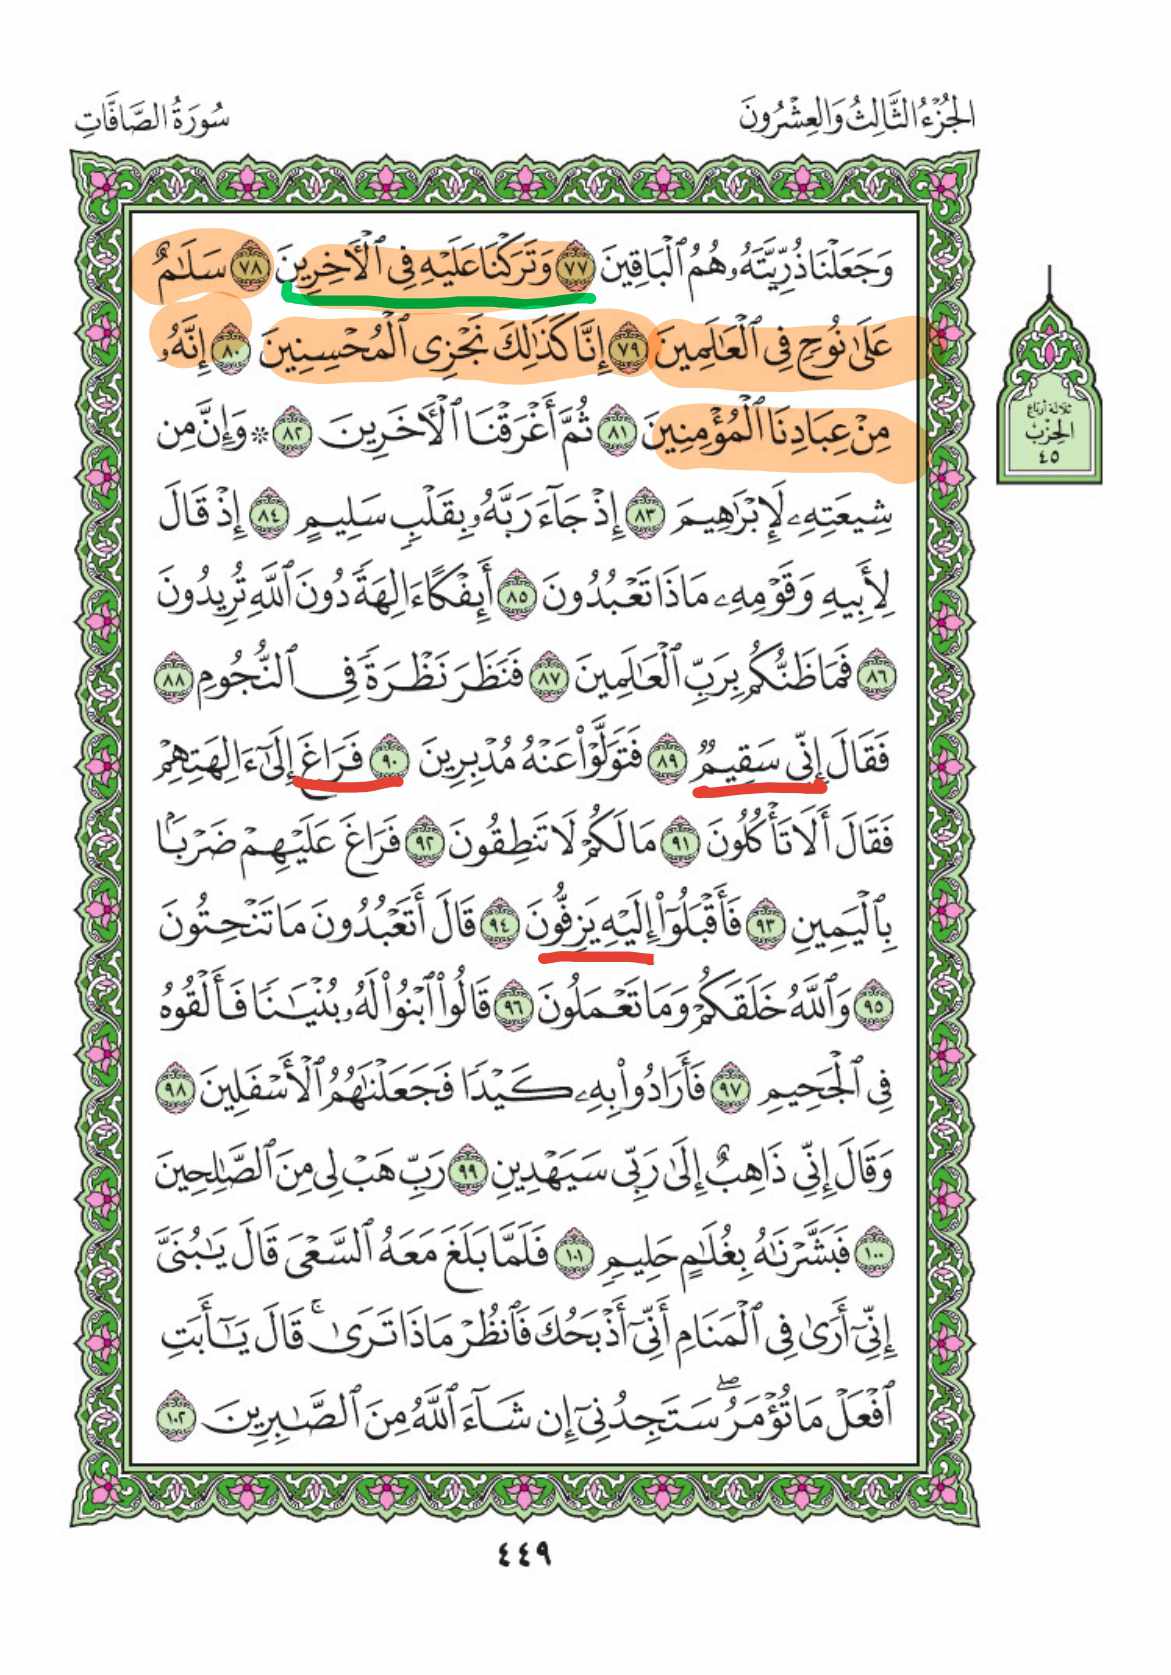 الجُزْءُ الثَّالِثُ وَالعِشْرُونَ
سُورَةُ الصَّافَّاتِ
وَجَعَلْنَا ذُرِّيَّتَهُۥ هُمُ ٱلْبَاقِينَ ٧٧ وَتَرَكْنَا عَلَيْهِ فِى ٱلْـَٔاخِرِينَ ٧٨ سَلَـٰمٌ
عَلَىٰ نُوحٍ فِى ٱلْعَـٰلَمِينَ ٧٩ إِنَّا كَذَٰلِكَ نَجْزِى ٱلْمُحْسِنِينَ ٨٠ إِنَّهُۥ
مِنْ عِبَادِنَا ٱلْمُؤْمِنِينَ ٨١ ثُمَّ أَغْرَقْنَا ٱلْـَٔاخَرِينَ ٨٢ * وَإِنَّ مِن
شِيعَتِهِۦ لَإِبْرَٰهِيمَ ٨٣ إِذْ جَآءَ رَبَّهُۥ بِقَلْبٍ سَلِيمٍ ٨٤ إِذْ قَالَ
لِأَبِيهِ وَقَوْمِهِۦ مَاذَا تَعْبُدُونَ ٨٥ أَئِفْكًا ءَالِهَةً دُونَ ٱللَّهِ تُرِيدُونَ
٨٦ فَمَا ظَنُّكُم بِرَبِّ ٱلْعَـٰلَمِينَ ٨٧ فَنَظَرَ نَظْرَةً فِى ٱلنُّجُومِ ٨٨
فَقَالَ إِنِّى سَقِيمٌ ٨٩ فَتَوَلَّوْا۟ عَنْهُ مُدْبِرِينَ ٩٠ فَرَاغَ إِلَىٰٓ ءَالِهَتِهِمْ
فَقَالَ أَلَا تَأْكُلُونَ ٩١ مَا لَكُمْ لَا تَنطِقُونَ ٩٢ فَرَاغَ عَلَيْهِمْ ضَرْبًۢا
بِٱلْيَمِينِ ٩٣ فَأَقْبَلُوٓا۟ إِلَيْهِ يَزِفُّونَ ٩٤ قَالَ أَتَعْبُدُونَ مَا تَنْحِتُونَ
٩٥ وَٱللَّهُ خَلَقَكُمْ وَمَا تَعْمَلُونَ ٩٦ قَالُوا۟ ٱبْنُوا۟ لَهُۥ بُنْيَـٰنًا فَأَلْقُوهُ
فِى ٱلْجَحِيمِ ٩٧ فَأَرَادُوا۟ بِهِۦ كَيْدًا فَجَعَلْنَـٰهُمُ ٱلْأَسْفَلِينَ ٩٨
وَقَالَ إِنِّى ذَاهِبٌ إِلَىٰ رَبِّى سَيَهْدِينِ ٩٩ رَبِّ هَبْ لِى مِنَ ٱلصَّـٰلِحِينَ
١٠٠ فَبَشَّرْنَـٰهُ بِغُلَـٰمٍ حَلِيمٍ ١٠١ فَلَمَّا بَلَغَ مَعَهُ ٱلسَّعْىَ قَالَ يَـٰبُنَىَّ
إِنِّىٓ أَرَىٰ فِى ٱلْمَنَامِ أَنِّىٓ أَذْبَحُكَ فَٱنظُرْ مَاذَا تَرَىٰ ۚ قَالَ يَـٰٓأَبَتِ
ٱفْعَلْ مَا تُؤْمَرُ ۖ سَتَجِدُنِىٓ إِن شَآءَ ٱللَّهُ مِنَ ٱلصَّـٰبِرِينَ ١٠٢
ثلاثة أرباع
الحِزْب
٤٥
٤٤٩